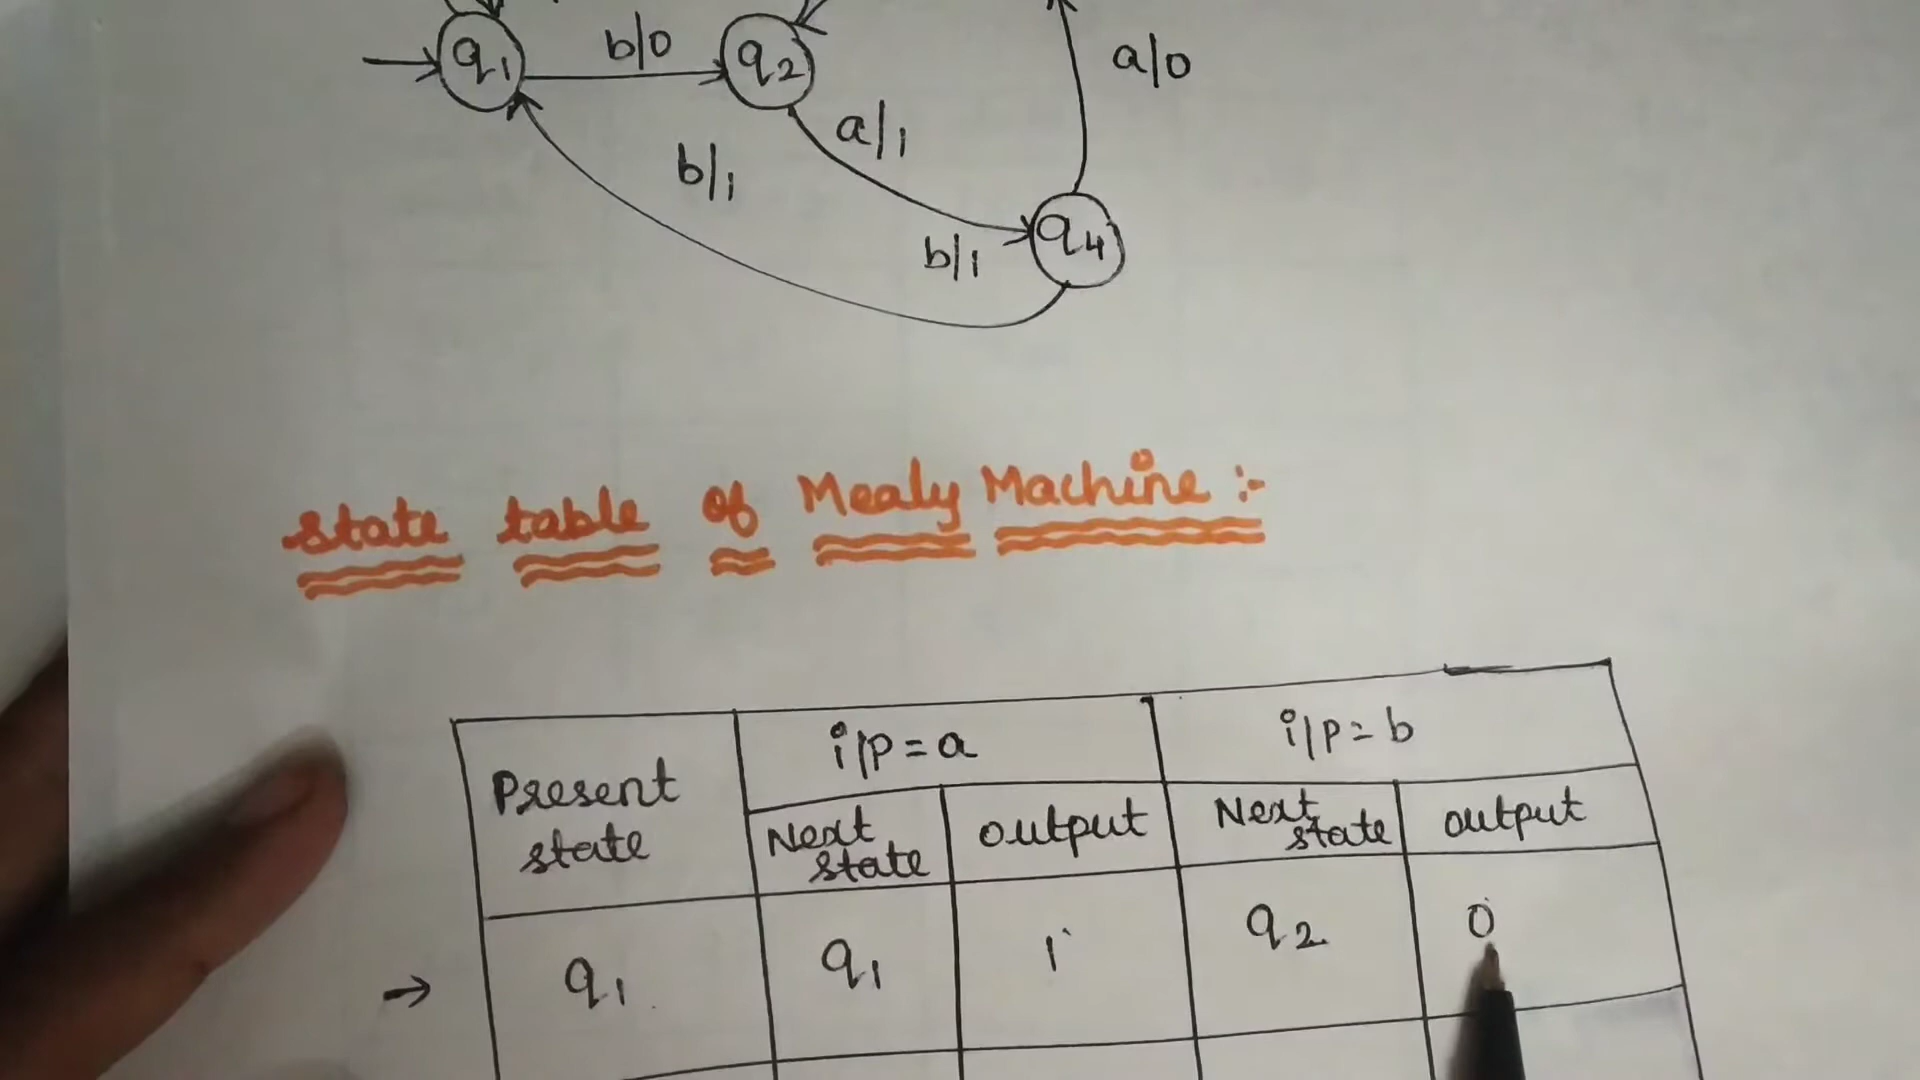 q1 b/0 q2 a/0
a/1
b/1
b/1 q4
state table of Mealy Machine :-
Present state i/p = a i/p = b
Next state output Next state output
→ q1 q1 1 q2 0